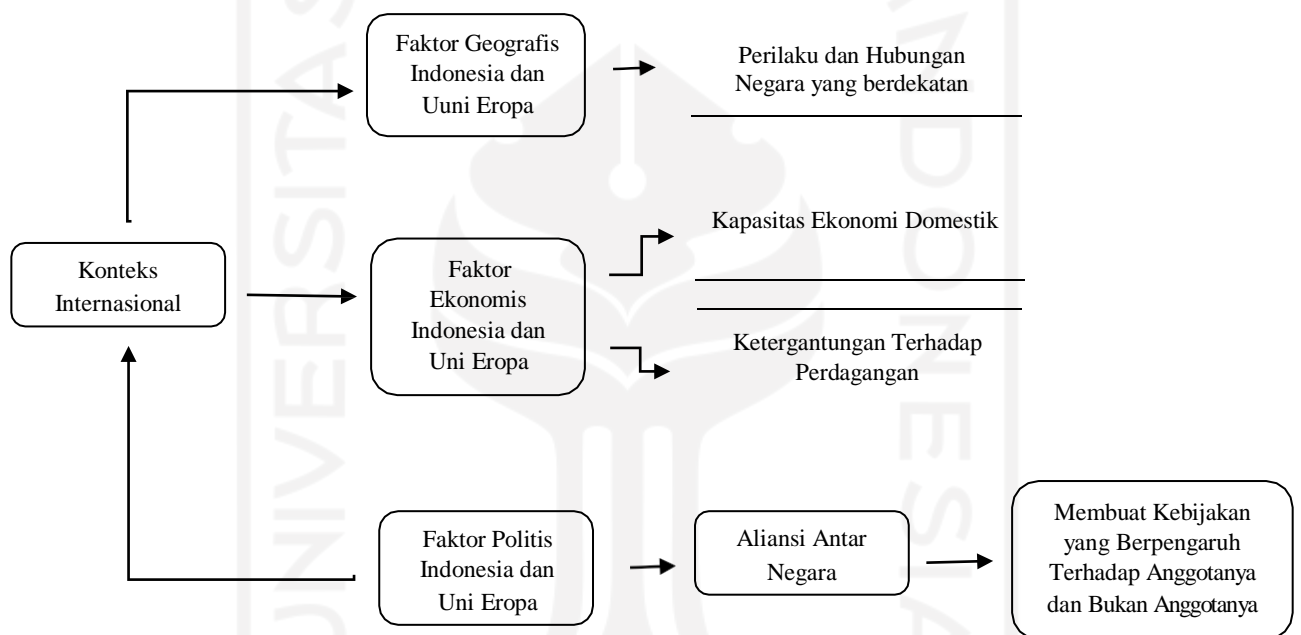 Faktor Geografis
Indonesia dan
Uuni Eropa
Perilaku dan Hubungan
Negara yang berdekatan
Konteks
Internasional
Faktor
Ekonomis
Indonesia dan
Uni Eropa
Kapasitas Ekonomi Domestik
Ketergantungan Terhadap
Perdagangan
Faktor Politis
Indonesia dan
Uni Eropa
Aliansi Antar
Negara
Membuat Kebijakan
yang Berpengaruh
Terhadap Anggotanya
dan Bukan Anggotanya
UNIVERSITAS
NDONESIA